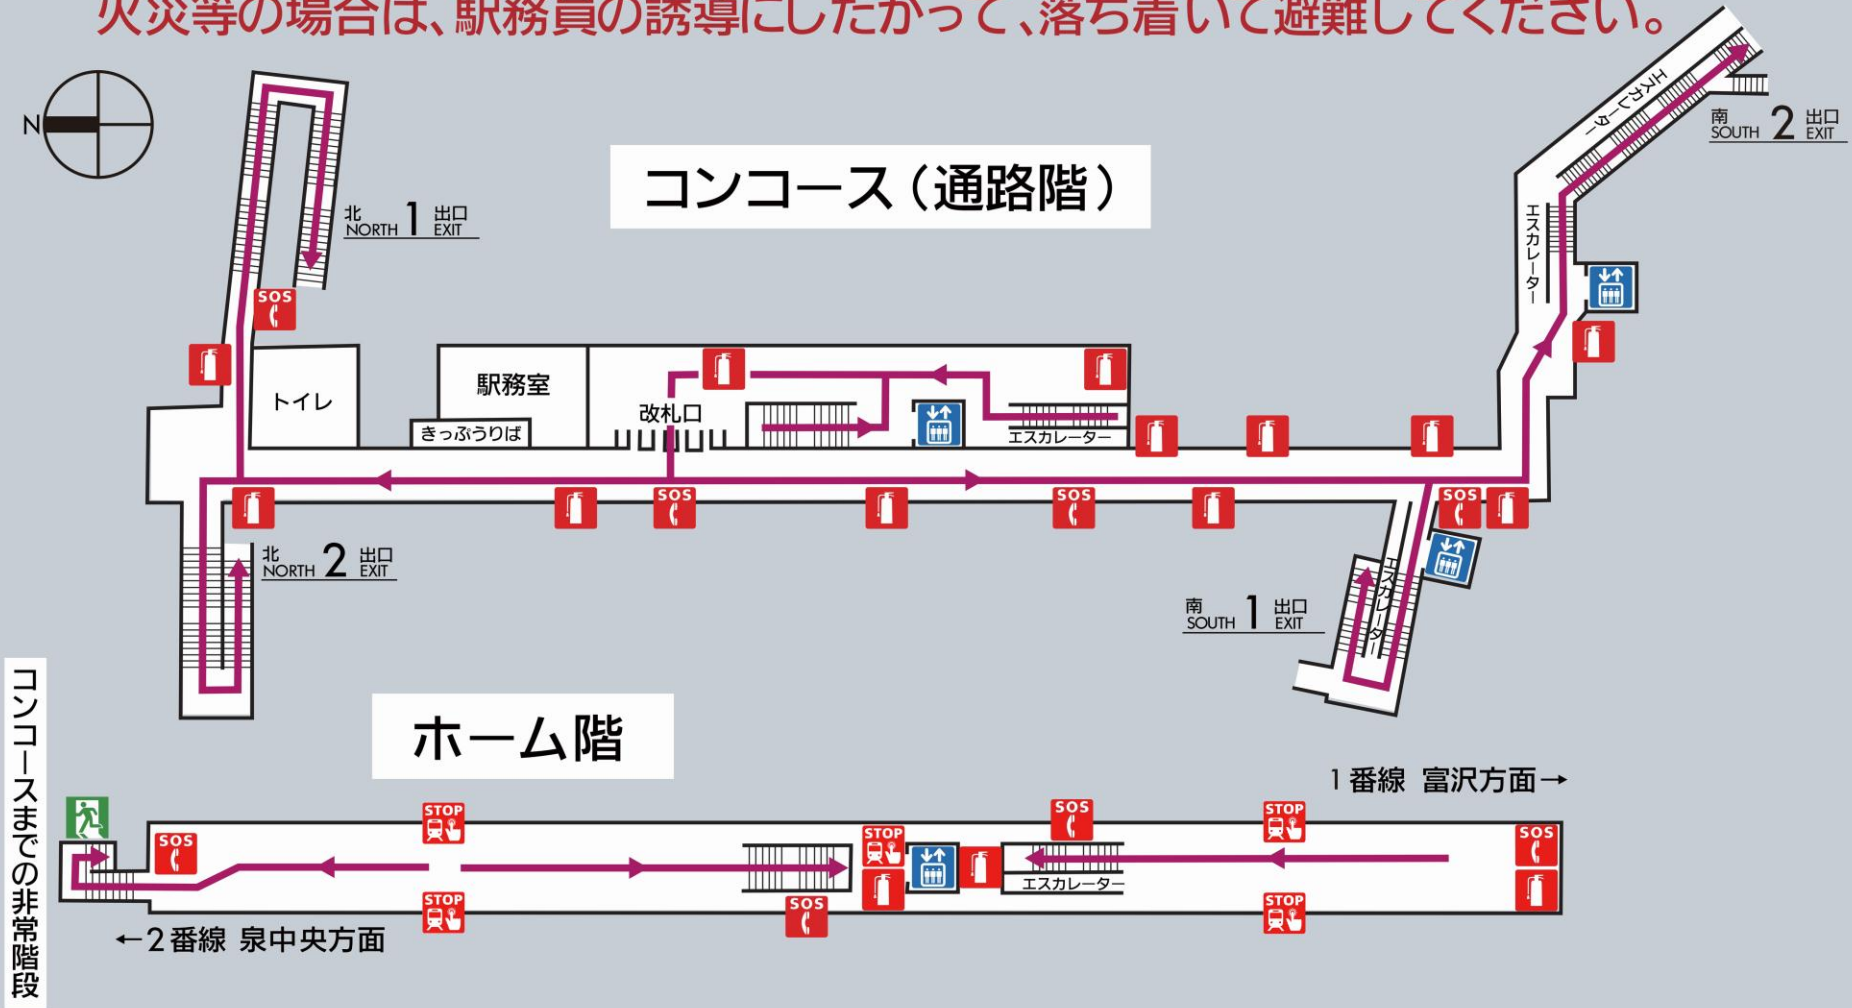 火災等の場合は、駅務員の誘導にしたがって、落ち着いて避難してください。
N
コンコース（通路階）
エスカレーター
南 SOUTH 2 出口 EXIT
北 NORTH 1 出口 EXIT
エスカレーター
SOS
トイレ
駅務室
きっぷうりば
改札口
エスカレーター
SOS
SOS
SOS
北 NORTH 2 出口 EXIT
エスカレーター
南 SOUTH 1 出口 EXIT
コンコースまでの非常階段
ホーム階
1番線 富沢方面→
SOS
STOP
STOP
SOS
STOP
SOS
エスカレーター
STOP
SOS
STOP
←2番線 泉中央方面